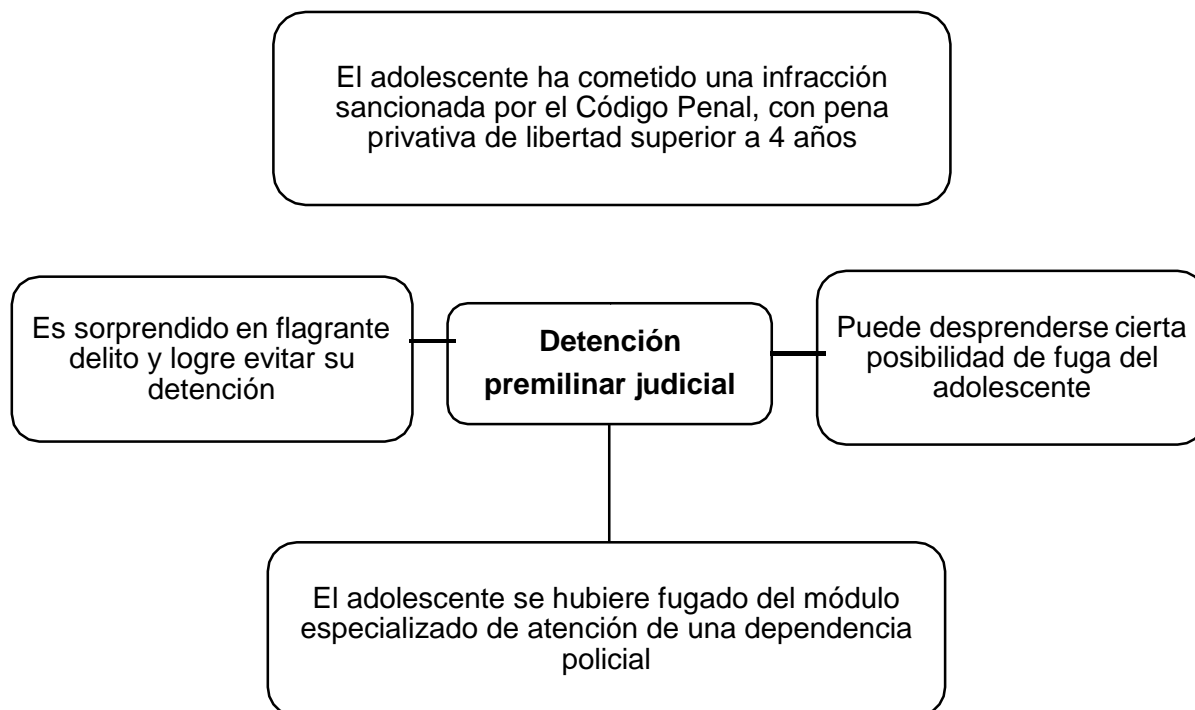 El adolescente ha cometido una infracción
sancionada por el Código Penal, con pena
privativa de libertad superior a 4 años
Es sorprendido en flagrante
delito y logre evitar su
detención
Detención
premilinar judicial
Puede desprenderse cierta
posibilidad de fuga del
adolescente
El adolescente se hubiere fugado del módulo
especializado de atención de una dependencia
policial